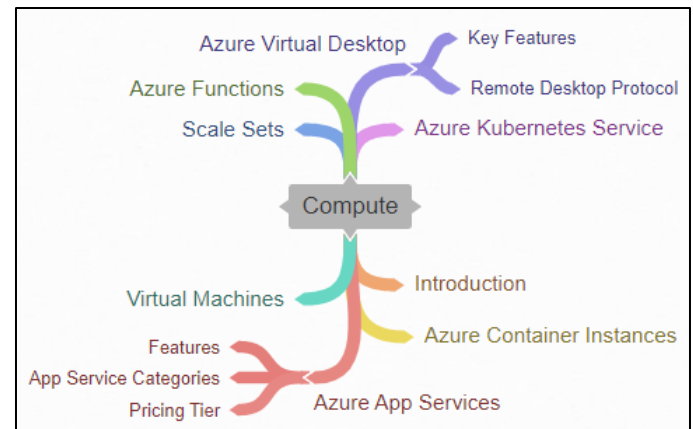 Azure Virtual Desktop
Key Features
Azure Functions
Remote Desktop Protocol
Scale Sets
Azure Kubernetes Service
Compute
Introduction
Virtual Machines
Azure Container Instances
Features
App Service Categories
Pricing Tier
Azure App Services